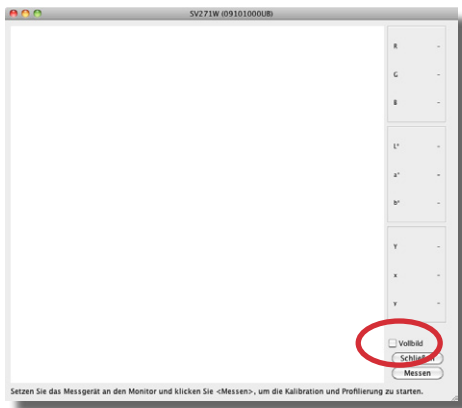 SV271W (09101000UB)
R -
G -
B -
L* -
a* -
b* -
Y -
x -
y -
Vollbild
Schließen
Messen
Setzen Sie das Messgerät an den Monitor und klicken Sie <Messen>, um die Kalibration und Profilierung zu starten.